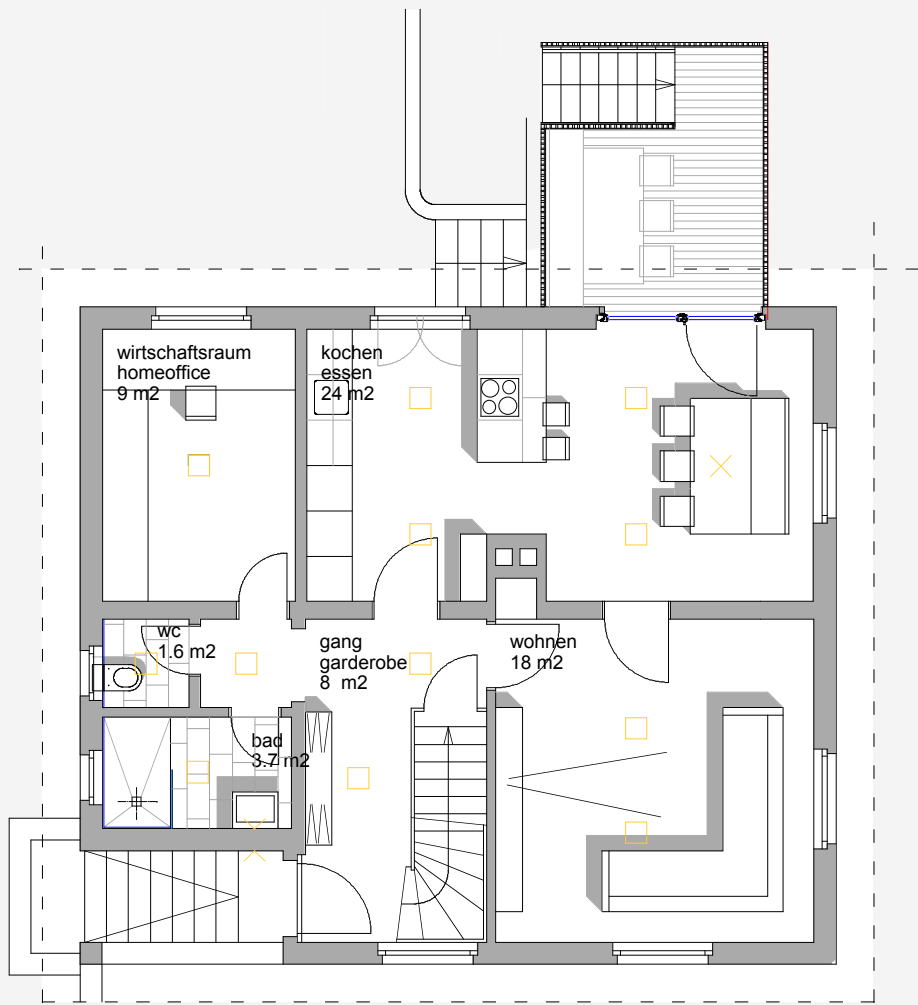 wirtschaftsraum
homeoffice
9 m2
kochen
essen
24 m2
wc
1.6 m2
gang
garderobe
8 m2
wohnen
18 m2
bad
3.7 m2